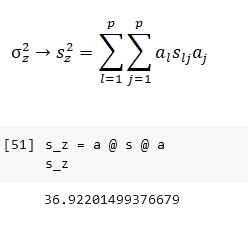 σ_z^2 → s_z^2 = ∑_{l=1}^{p} ∑_{j=1}^{p} a_l s_{lj} a_j
[51] s_z = a @ s @ a
s_z
36.92201499376679